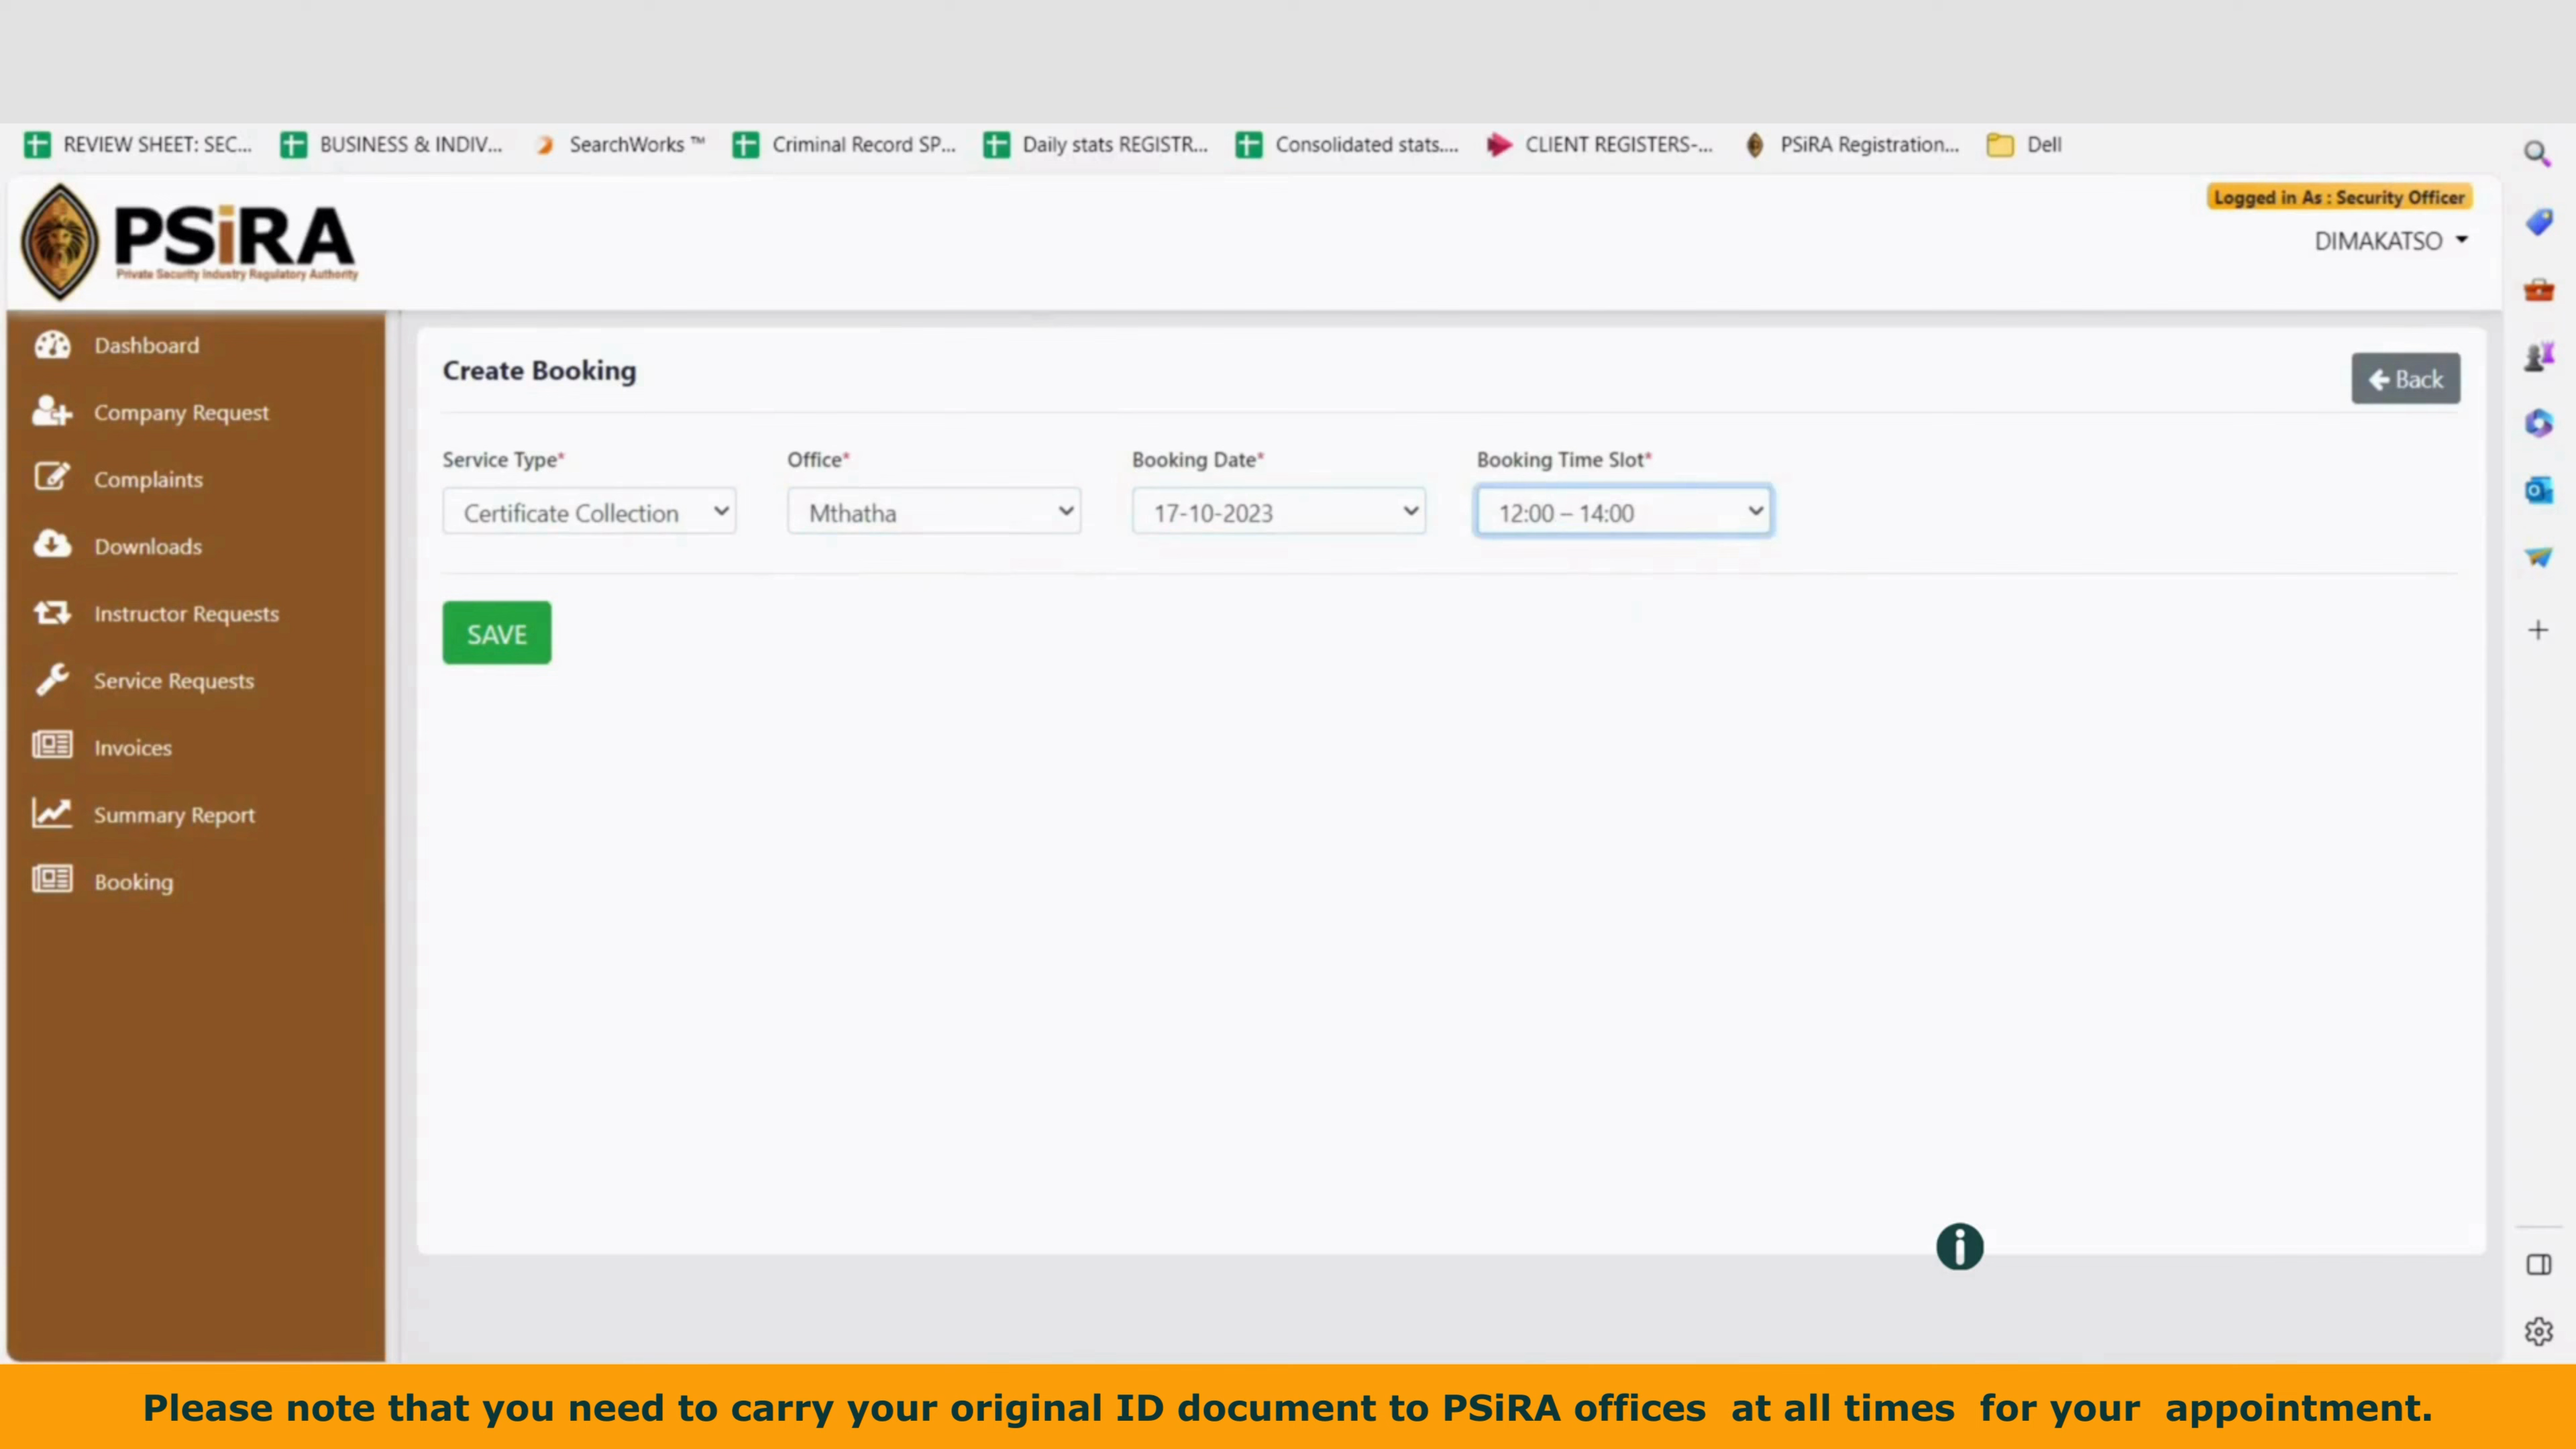 REVIEW SHEET: SEC...
BUSINESS & INDIV...
SearchWorks ™
Criminal Record SP...
Daily stats REGISTR...
Consolidated stats....
CLIENT REGISTERS-...
PSiRA Registration...
Dell
PSiRA
Private Security Industry Regulatory Authority
Logged in As : Security Officer
DIMAKATSO
Dashboard
Company Request
Complaints
Downloads
Instructor Requests
Service Requests
Invoices
Summary Report
Booking
Create Booking
Back
Service Type*
Office*
Booking Date*
Booking Time Slot*
Certificate Collection
Mthatha
17-10-2023
12:00 – 14:00
SAVE
Please note that you need to carry your original ID document to PSiRA offices at all times for your appointment.